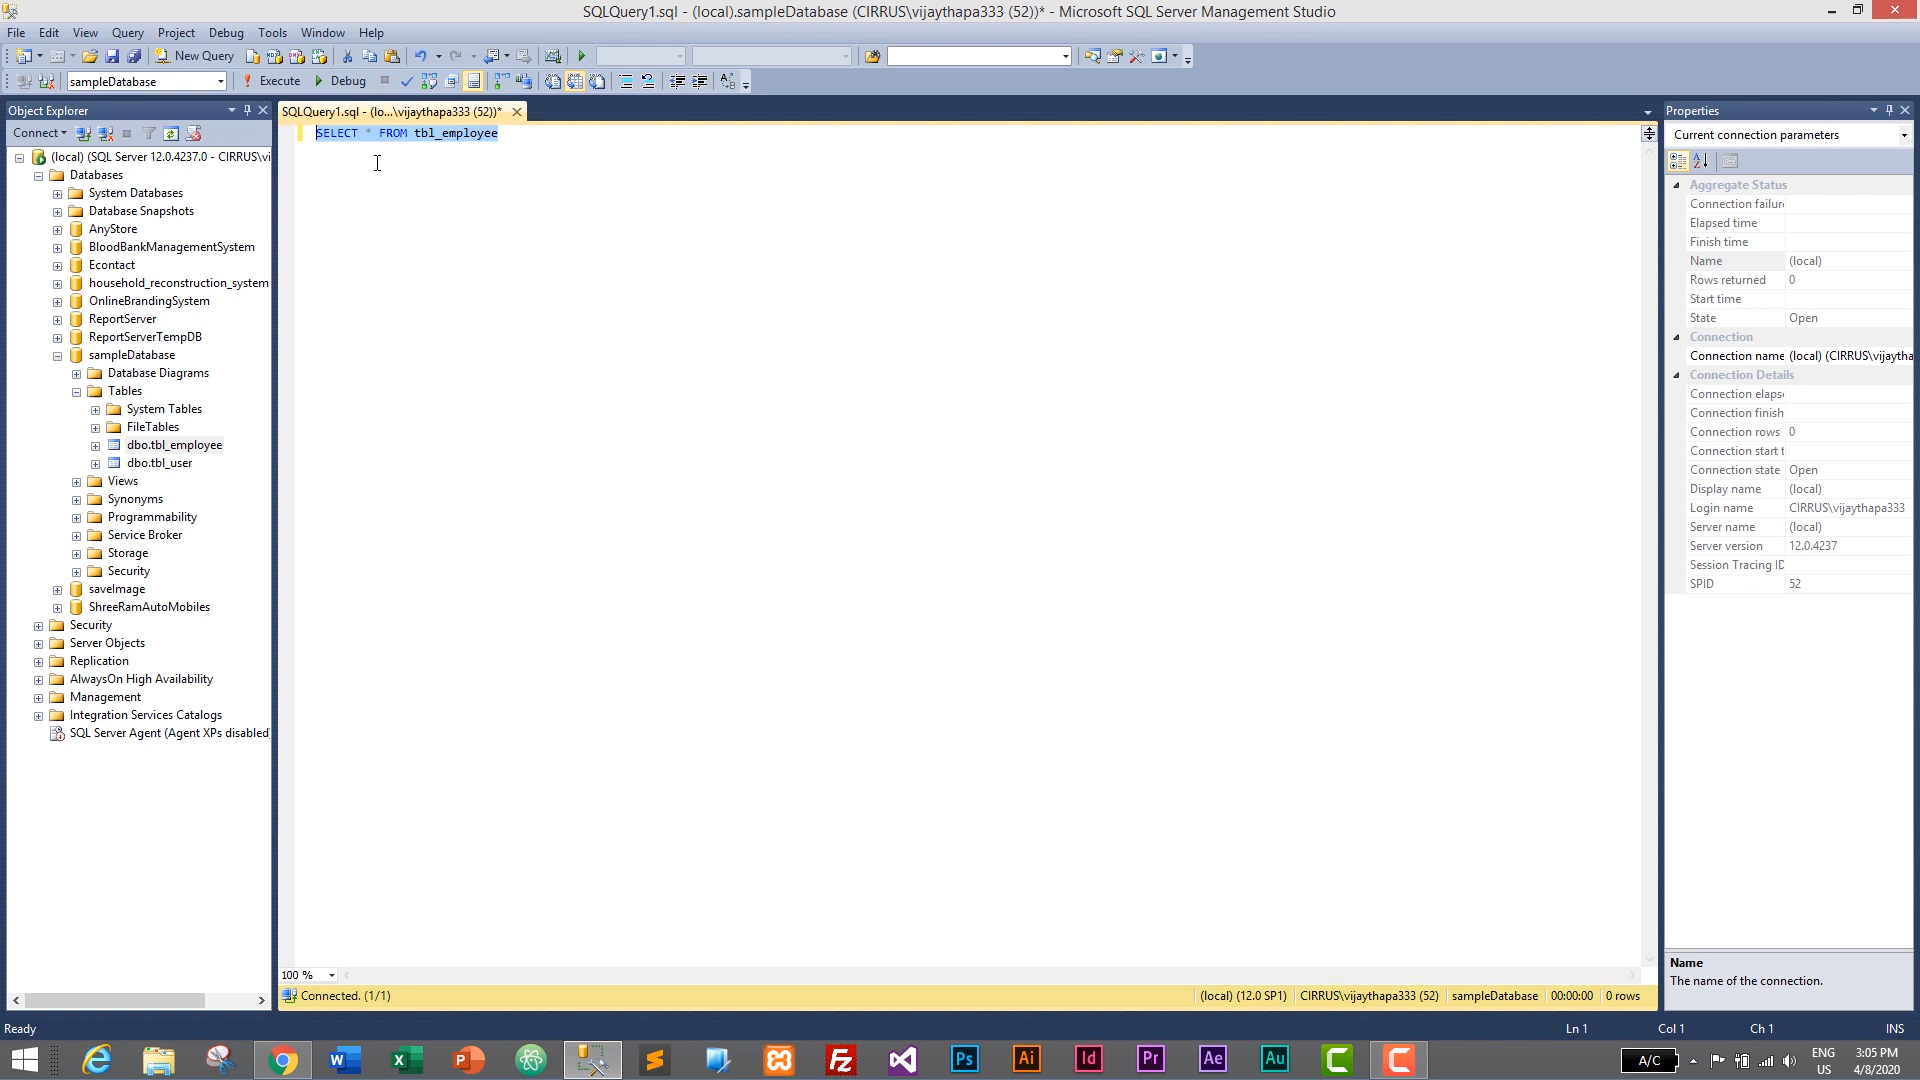 SQLQuery1.sql - (local).sampleDatabase (CIRRUS\vijaythapa333 (52))* - Microsoft SQL Server Management Studio
File Edit View Query Project Debug Tools Window Help
New Query
sampleDatabase Execute Debug
Object Explorer
Connect
(local) (SQL Server 12.0.4237.0 - CIRRUS\vi
Databases
System Databases
Database Snapshots
AnyStore
BloodBankManagementSystem
Econtact
household_reconstruction_system
OnlineBrandingSystem
ReportServer
ReportServerTempDB
sampleDatabase
Database Diagrams
Tables
System Tables
FileTables
dbo.tbl_employee
dbo.tbl_user
Views
Synonyms
Programmability
Service Broker
Storage
Security
saveImage
ShreeRamAutoMobiles
Security
Server Objects
Replication
AlwaysOn High Availability
Management
Integration Services Catalogs
SQL Server Agent (Agent XPs disabled)
SQLQuery1.sql - (lo...\vijaythapa333 (52))*
SELECT * FROM tbl_employee
100 %
Connected. (1/1) (local) (12.0 SP1) CIRRUS\vijaythapa333 (52) sampleDatabase 00:00:00 0 rows
Properties
Current connection parameters
Aggregate Status
Connection failure
Elapsed time
Finish time
Name (local)
Rows returned 0
Start time
State Open
Connection
Connection name (local) (CIRRUS\vijaytha
Connection Details
Connection elaps
Connection finish
Connection rows 0
Connection start t
Connection state Open
Display name (local)
Login name CIRRUS\vijaythapa333
Server name (local)
Server version 12.0.4237
Session Tracing ID
SPID 52
Name
The name of the connection.
Ready Ln 1 Col 1 Ch 1 INS
Ps Ai Id Pr Ae Au
A/C
ENG
US
3:05 PM
4/8/2020